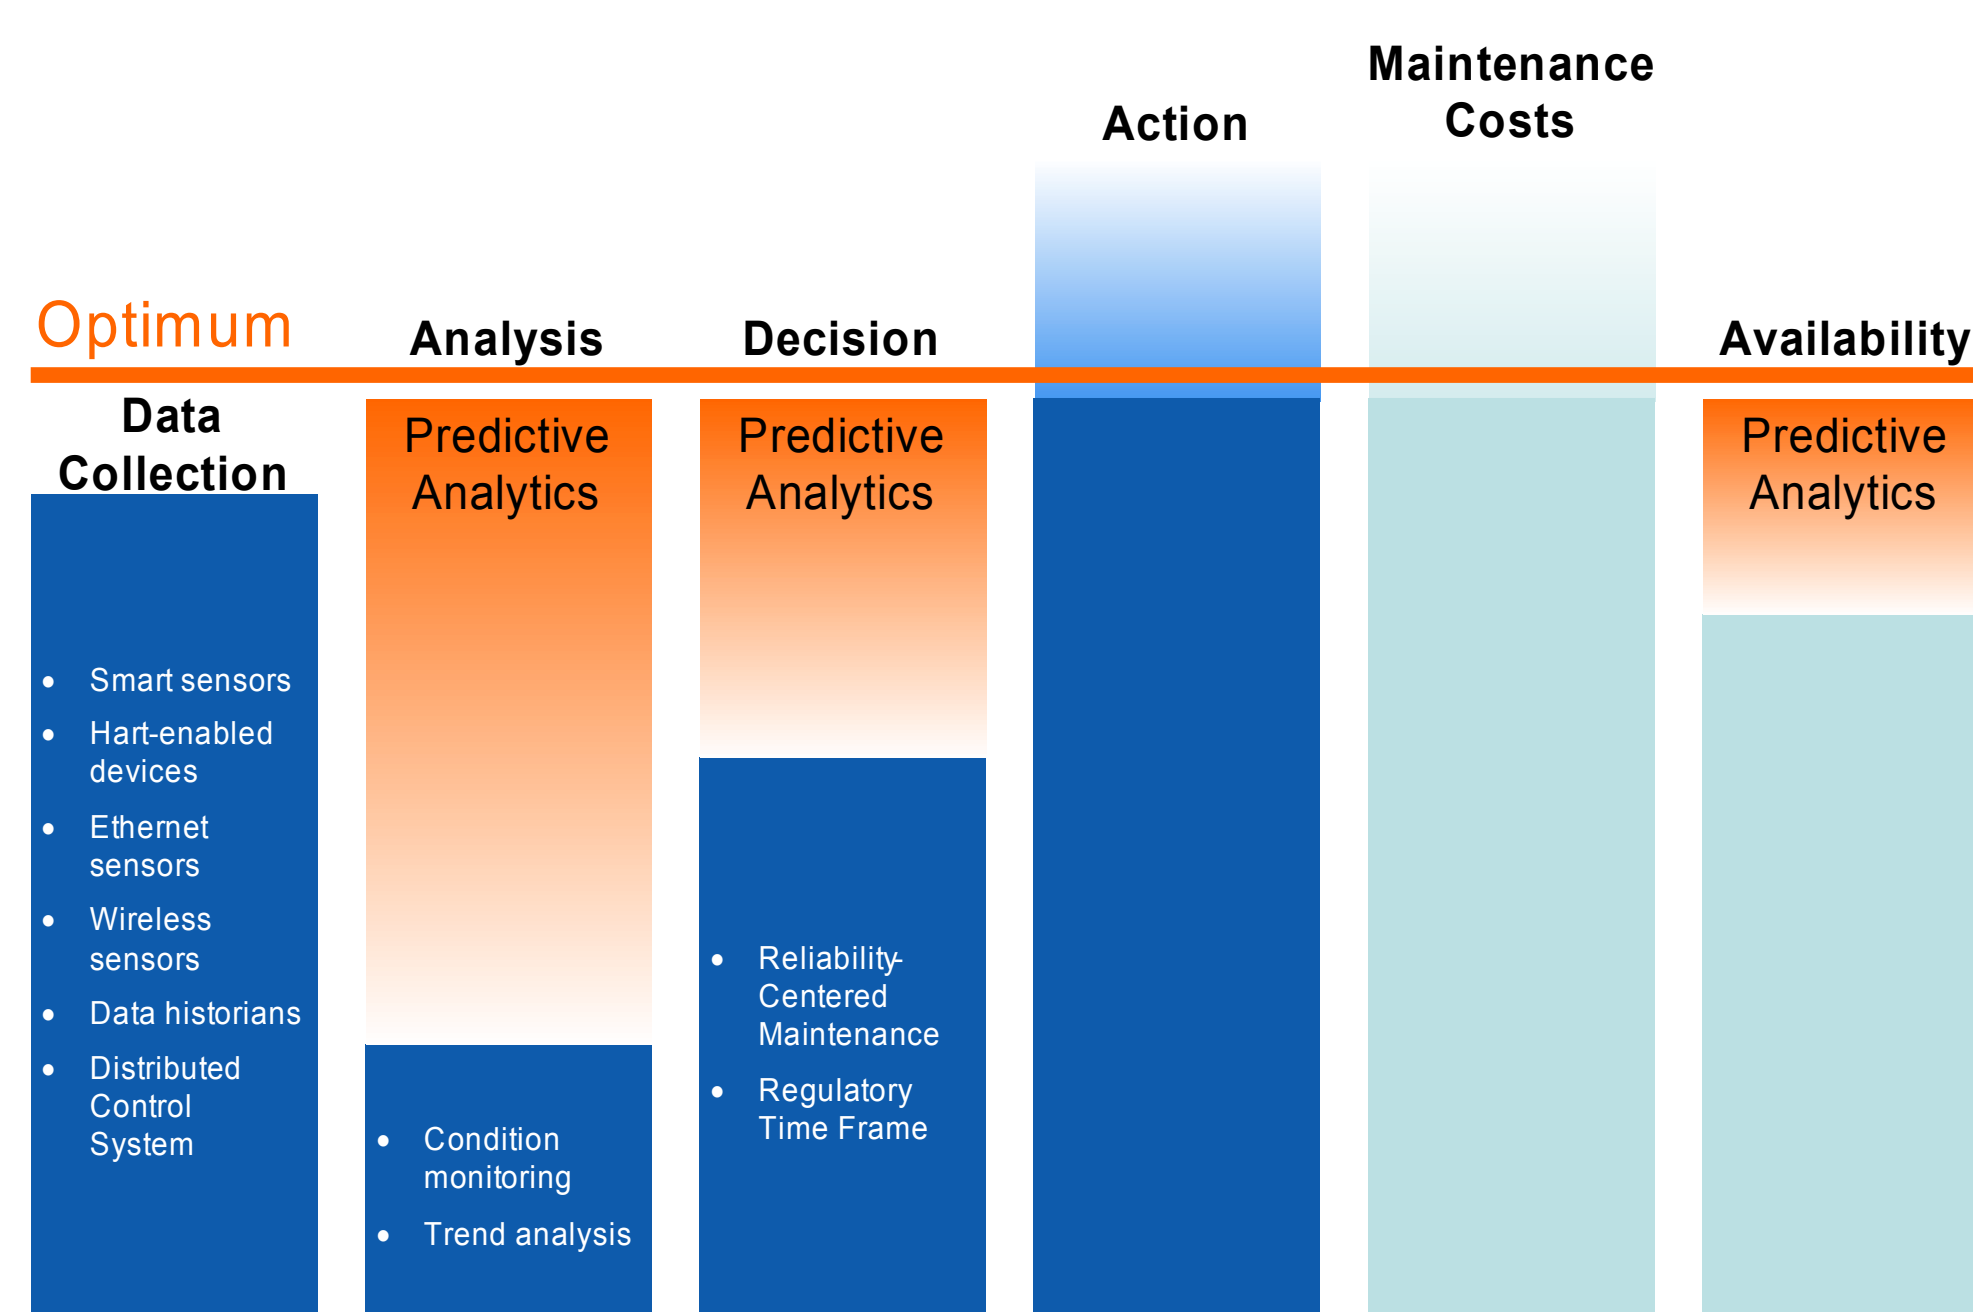 Maintenance
Costs
Action
Optimum
Analysis
Decision
Availability
Data
Collection
Predictive
Analytics
Predictive
Analytics
Predictive
Analytics
• Smart sensors
• Hart-enabled
devices
• Ethernet
sensors
• Wireless
sensors
• Data historians
• Distributed
Control
System
• Condition
monitoring
• Trend analysis
• Reliability-
Centered
Maintenance
• Regulatory
Time Frame